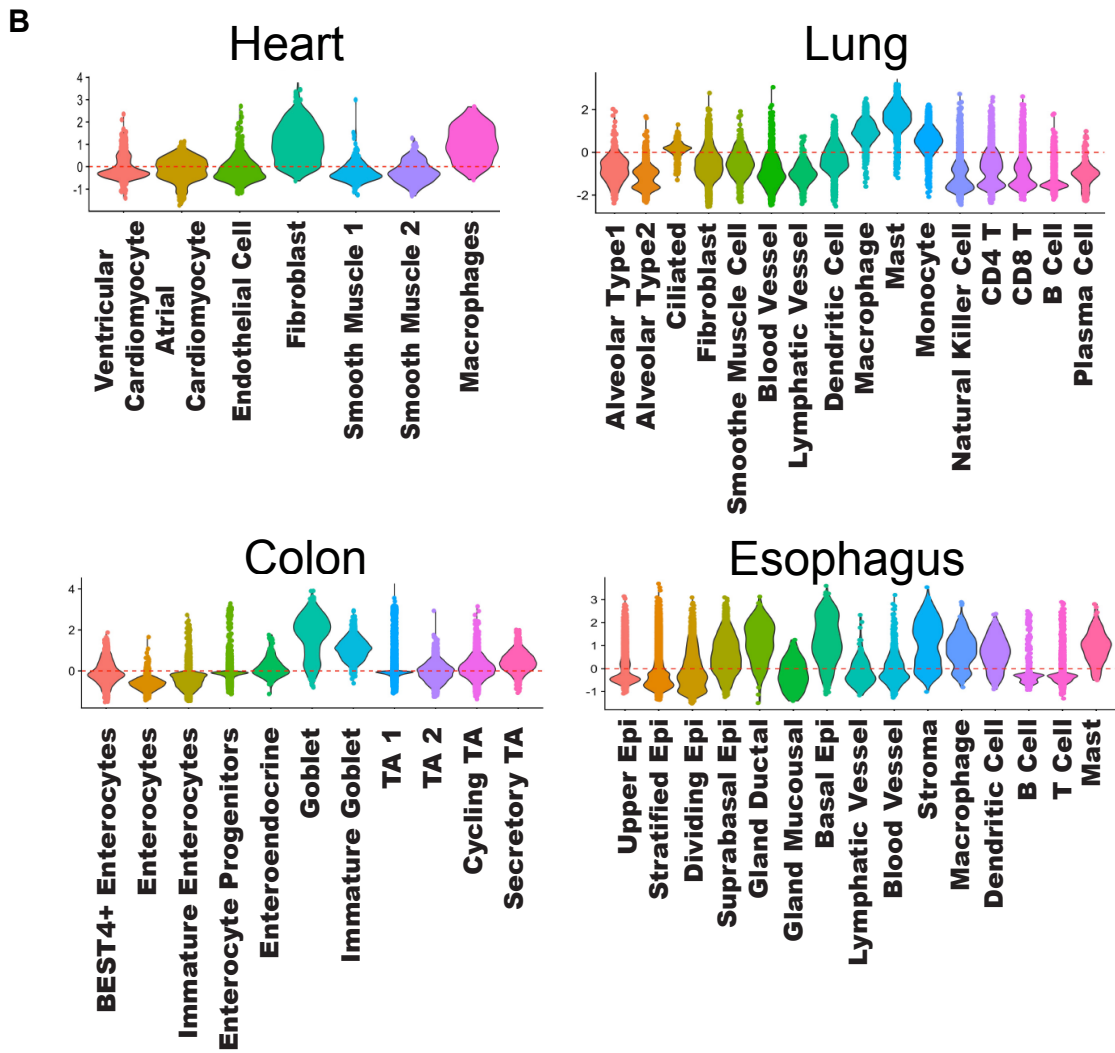 B
Heart
4
3
2
1
0
-1
Ventricular
Cardiomyocyte
Atrial
Cardiomyocyte
Endothelial Cell
Fibroblast
Smooth Muscle 1
Smooth Muscle 2
Macrophages
Lung
2
0
-2
Alveolar Type1
Alveolar Type2
Ciliated
Fibroblast
Smoothe Muscle Cell
Blood Vessel
Lymphatic Vessel
Dendritic Cell
Macrophage
Mast
Monocyte
Natural Killer Cell
CD4 T
CD8 T
B Cell
Plasma Cell
Colon
4
2
0
BEST4+ Enterocytes
Enterocytes
Immature Enterocytes
Enterocyte Progenitors
Enteroendocrine
Goblet
Immature Goblet
TA 1
TA 2
Cycling TA
Secretory TA
Esophagus
3
2
1
0
-1
Upper Epi
Stratified Epi
Dividing Epi
Suprabasal Epi
Gland Ductal
Gland Mucousal
Basal Epi
Lymphatic Vessel
Blood Vessel
Stroma
Macrophage
Dendritic Cell
B Cell
T Cell
Mast